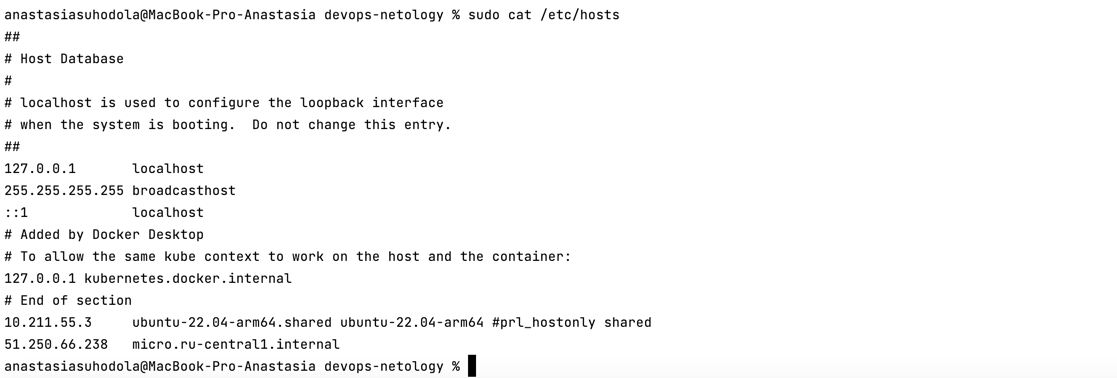 anastasiasuhodola@MacBook-Pro-Anastasia devops-netology % sudo cat /etc/hosts
##
# Host Database
#
# localhost is used to configure the loopback interface
# when the system is booting.  Do not change this entry.
##
127.0.0.1       localhost
255.255.255.255 broadcasthost
::1             localhost
# Added by Docker Desktop
# To allow the same kube context to work on the host and the container:
127.0.0.1 kubernetes.docker.internal
# End of section
10.211.55.3     ubuntu-22.04-arm64.shared ubuntu-22.04-arm64 #prl_hostonly shared
51.250.66.238   micro.ru-central1.internal
anastasiasuhodola@MacBook-Pro-Anastasia devops-netology %